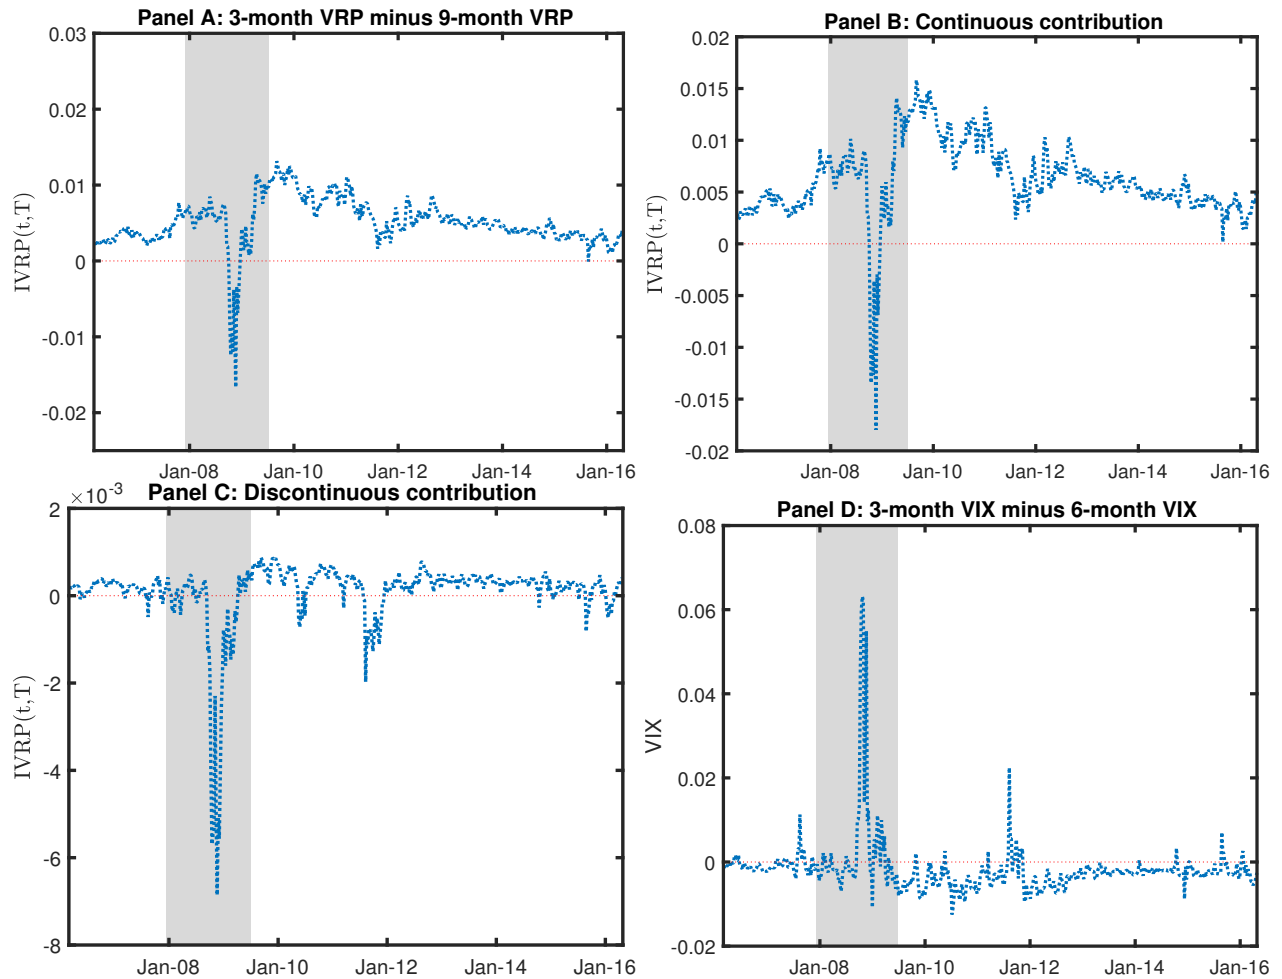 Panel A: 3-month VRP minus 9-month VRP
0.03
0.02
0.01
0
-0.01
-0.02
IVRP(t,T)
Jan-08 Jan-10 Jan-12 Jan-14 Jan-16
Panel B: Continuous contribution
0.02
0.015
0.01
0.005
0
-0.005
-0.01
-0.015
-0.02
IVRP(t,T)
Jan-08 Jan-10 Jan-12 Jan-14 Jan-16
×10⁻³
Panel C: Discontinuous contribution
2
0
-2
-4
-6
-8
IVRP(t,T)
Jan-08 Jan-10 Jan-12 Jan-14 Jan-16
Panel D: 3-month VIX minus 6-month VIX
0.08
0.06
0.04
0.02
0
-0.02
VIX
Jan-08 Jan-10 Jan-12 Jan-14 Jan-16